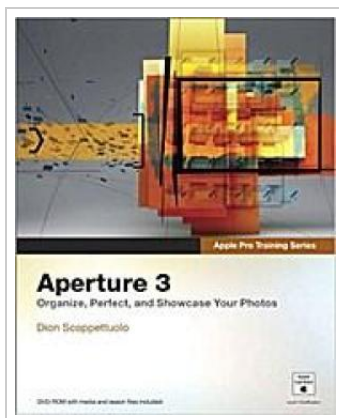 Apple Pro Training Series
Aperture 3
Organize, Perfect, and Showcase Your Photos
Dion Scoppettuolo
DVD-ROM with media and lesson files included